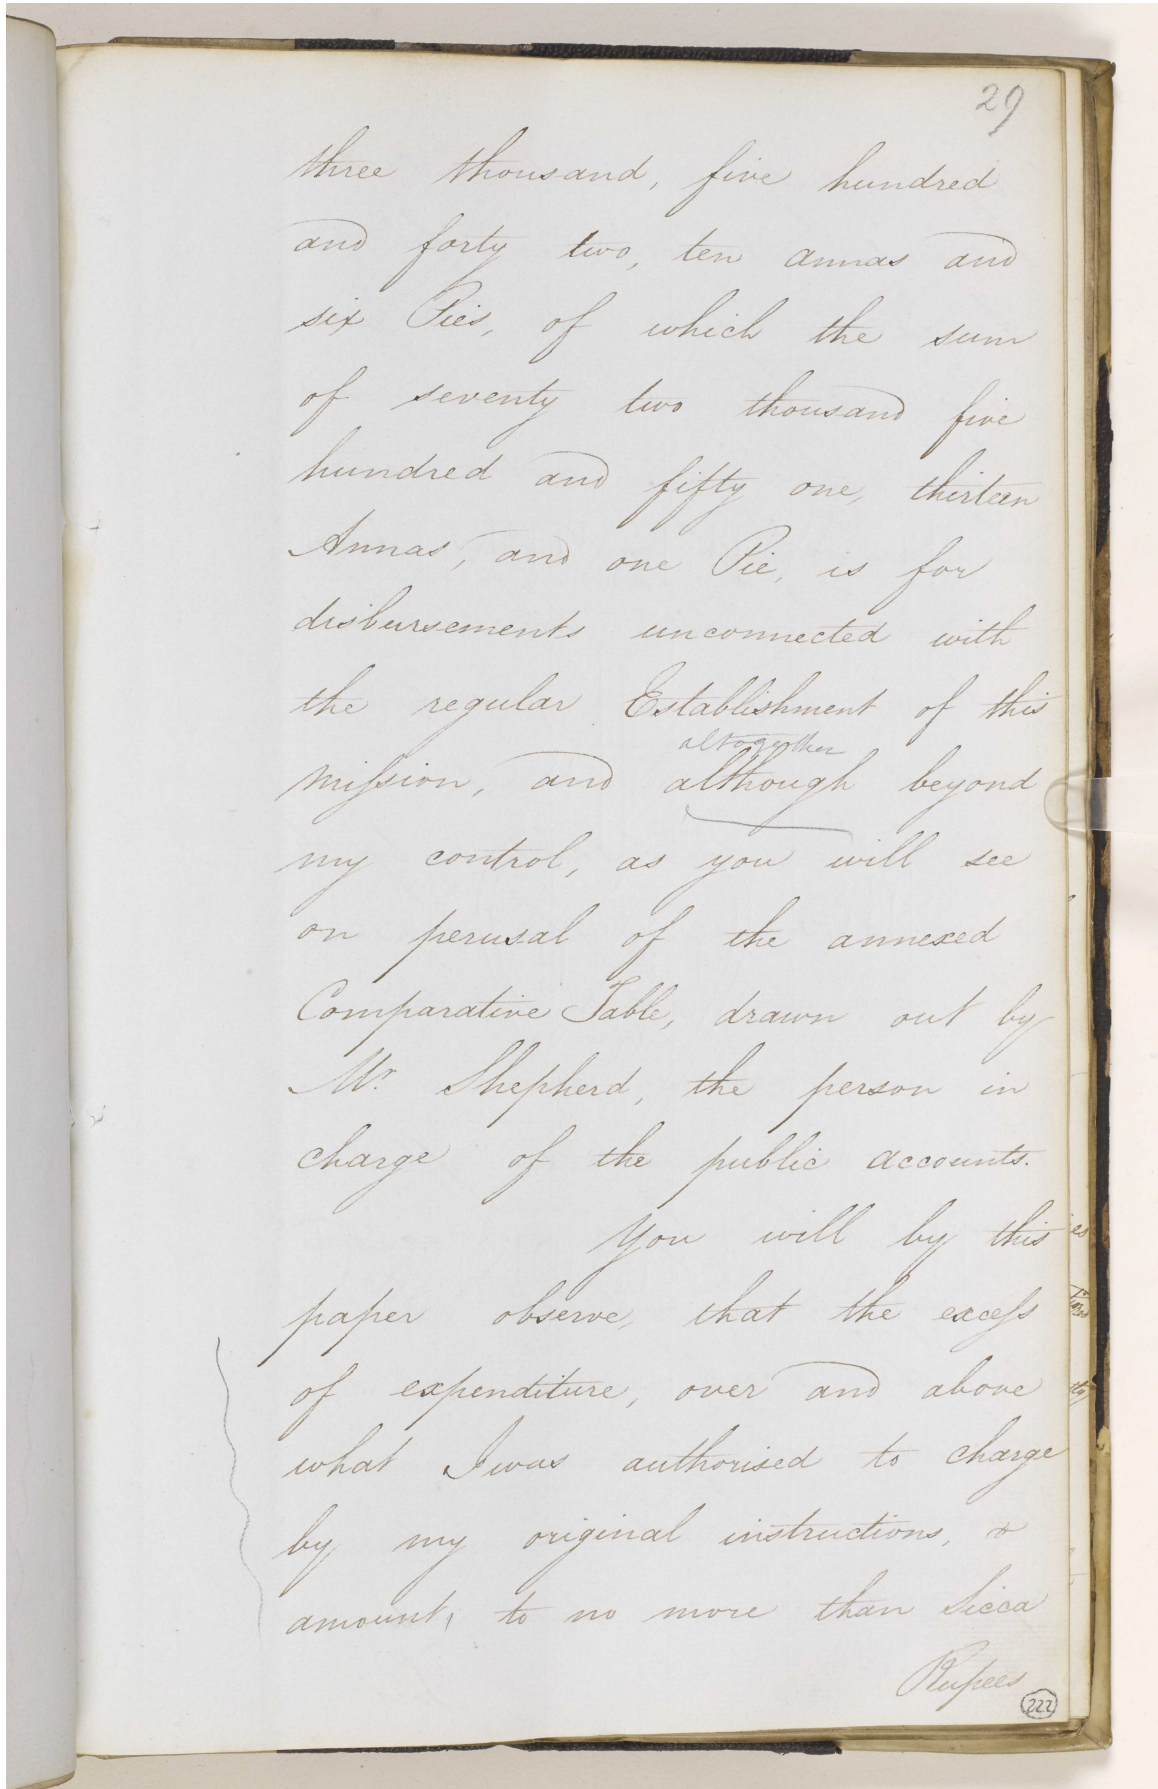 29
three thousand, five hundred
and forty two, ten annas and
six Pies, of which the sum
of seventy two thousand five
hundred and fifty one, thirteen
Annas, and one Pie, is for
disbursements unconnected with
the regular Establishment of this
altogether
mission, and although beyond
my control, as you will see
on perusal of the annexed
Comparative Table, drawn out by
Mr. Shepherd, the person in
charge of the public accounts.
You will by this
paper observe, that the excess
of expenditure, over and above
what I was authorised to charge
by my original instructions,
amount, to no more than Sicca
Rupees
222